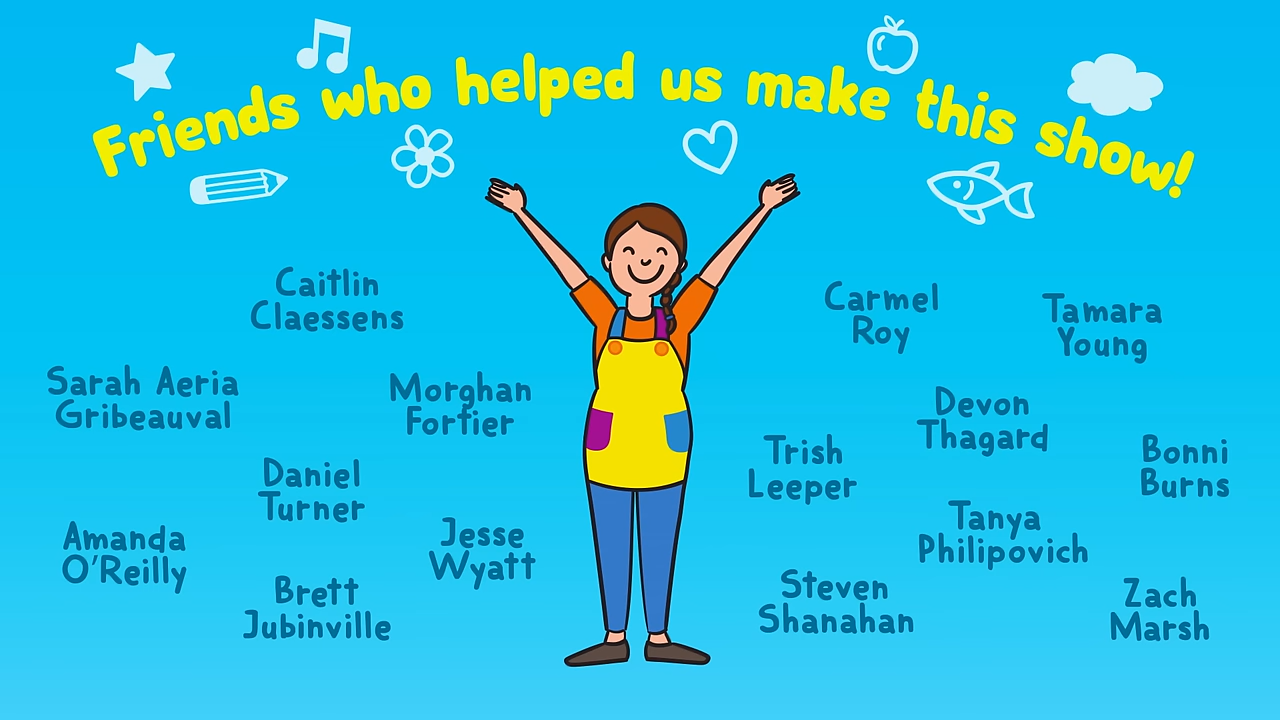 Friends who helped us make this show!
Caitlin
Claessens
Sarah Aeria
Gribeauval
Morghan
Fortier
Daniel
Turner
Amanda
O'Reilly
Jesse
Wyatt
Brett
Jubinville
Carmel
Roy
Tamara
Young
Devon
Thagard
Trish
Leeper
Bonni
Burns
Tanya
Philipovich
Steven
Shanahan
Zach
Marsh